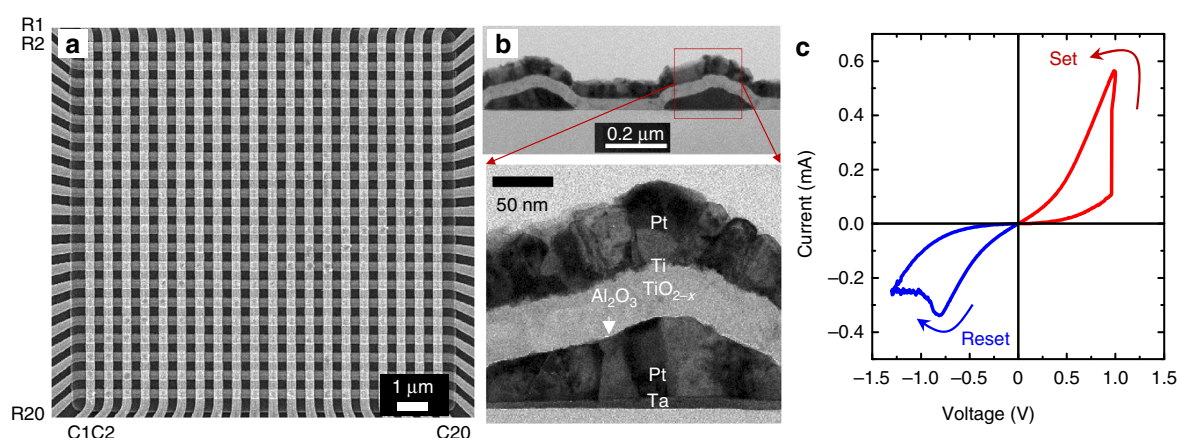 R1
R2
R20
C1C2
C20
a
1 μm
b
0.2 μm
50 nm
Pt
Ti
TiO2–x
Al2O3
Pt
Ta
c
Current (mA)
0.6
0.4
0.2
0.0
−0.2
−0.4
Set
Reset
−1.5 −1.0 −0.5 0 0.5 1.0 1.5
Voltage (V)